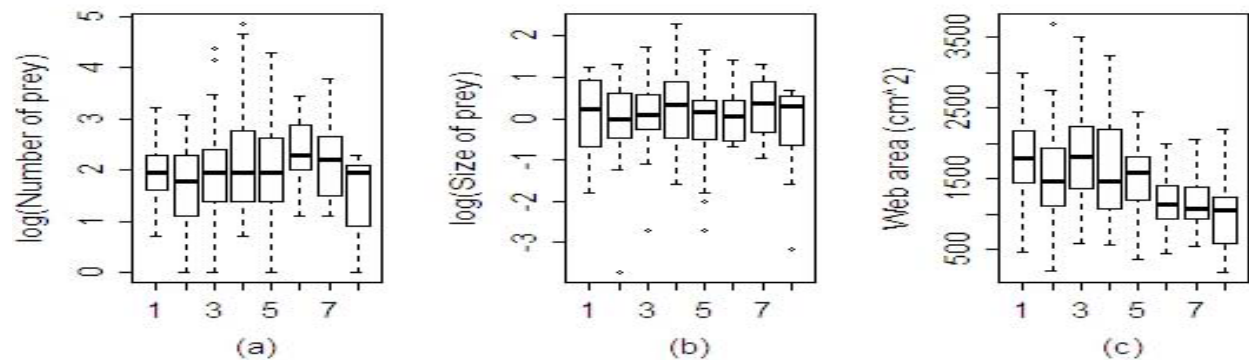 log(Number of prey)
5
4
3
2
1
0
1 3 5 7
(a)
log(Size of prey)
2
1
0
-1
-2
-3
1 3 5 7
(b)
Web area (cm^2)
3500
2500
1500
500
1 3 5 7
(c)